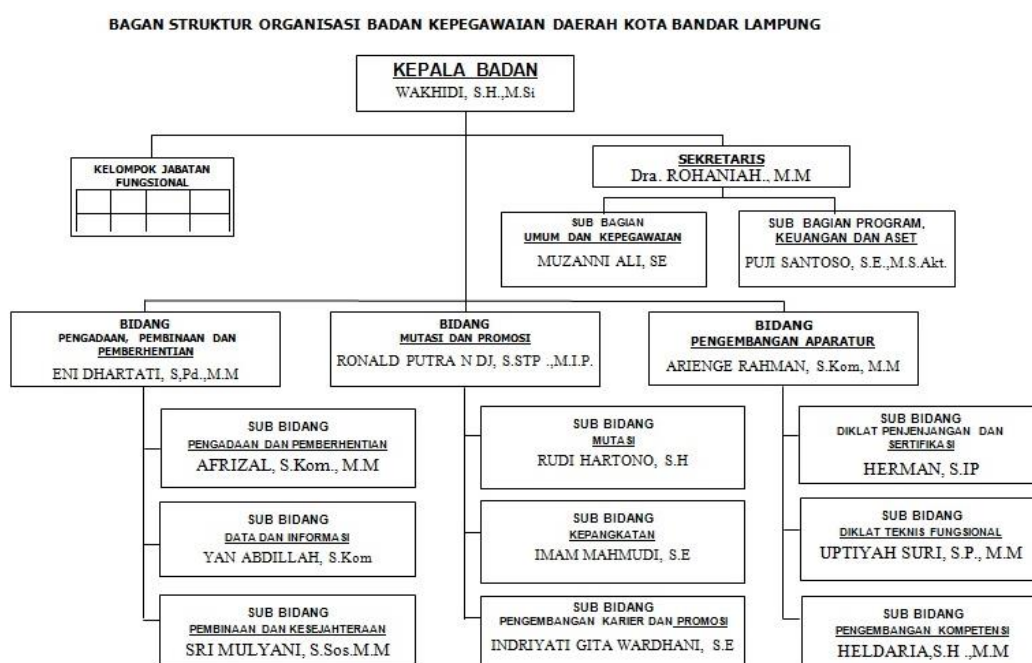 BAGAN STRUKTUR ORGANISASI BADAN KEPEGAWAIAN DAERAH KOTA BANDAR LAMPUNG
KEPALA BADAN
WAKHIDI, S.H.,M.Si
KELOMPOK JABATAN
FUNGSIONAL
SEKRETARIS
Dra. ROHANIAH., M.M
SUB BAGIAN
UMUM DAN KEPEGAWAIAN
MUZANNI ALI, SE
SUB BAGIAN PROGRAM,
KEUANGAN DAN ASET
PUJI SANTOSO, S.E.,M.S.Akt.
BIDANG
PENGADAAN, PEMBINAAN DAN
PEMBERHENTIAN
ENI DHARTATI, S,Pd.,M.M
BIDANG
MUTASI DAN PROMOSI
RONALD PUTRA N DJ, S.STP .,M.I.P.
BIDANG
PENGEMBANGAN APARATUR
ARIENGE RAHMAN, S.Kom, M.M
SUB BIDANG
PENGADAAN DAN PEMBERHENTIAN
AFRIZAL, S.Kom., M.M
SUB BIDANG
MUTASI
RUDI HARTONO, S.H
SUB BIDANG
DIKLAT PENJENJANGAN DAN
SERTIFIKASI
HERMAN, S.IP
SUB BIDANG
DATA DAN INFORMASI
YAN ABDILLAH, S.Kom
SUB BIDANG
KEPANGKATAN
IMAM MAHMUDI, S.E
SUB BIDANG
DIKLAT TEKNIS FUNGSIONAL
UPTIYAH SURI, S.P., M.M
SUB BIDANG
PEMBINAAN DAN KESEJAHTERAAN
SRI MULYANI, S.Sos.M.M
SUB BIDANG
PENGEMBANGAN KARIER DAN PROMOSI
INDRIYATI GITA WARDHANI, S.E
SUB BIDANG
PENGEMBANGAN KOMPETENSI
HELDARIA,S.H .,M.M